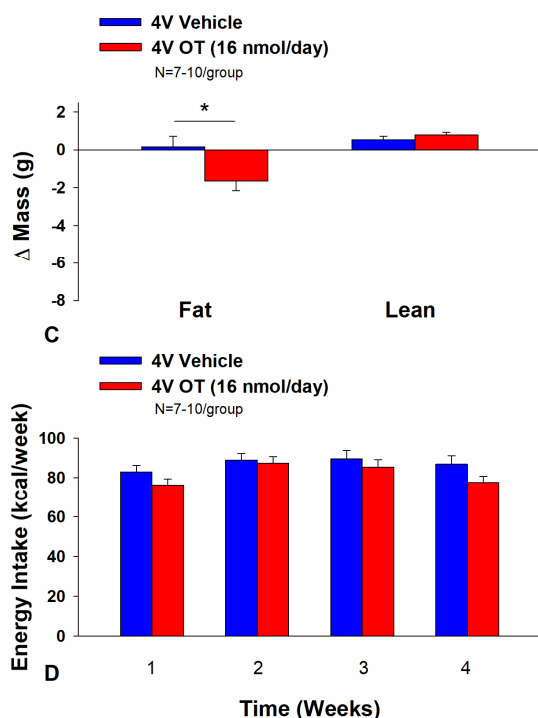 4V Vehicle
4V OT (16 nmol/day)
N=7-10/group
*
2
0
-2
-4
-6
-8
Δ Mass (g)
Fat Lean
C
4V Vehicle
4V OT (16 nmol/day)
N=7-10/group
100
80
60
40
20
0
Energy Intake (kcal/week)
1 2 3 4
D
Time (Weeks)